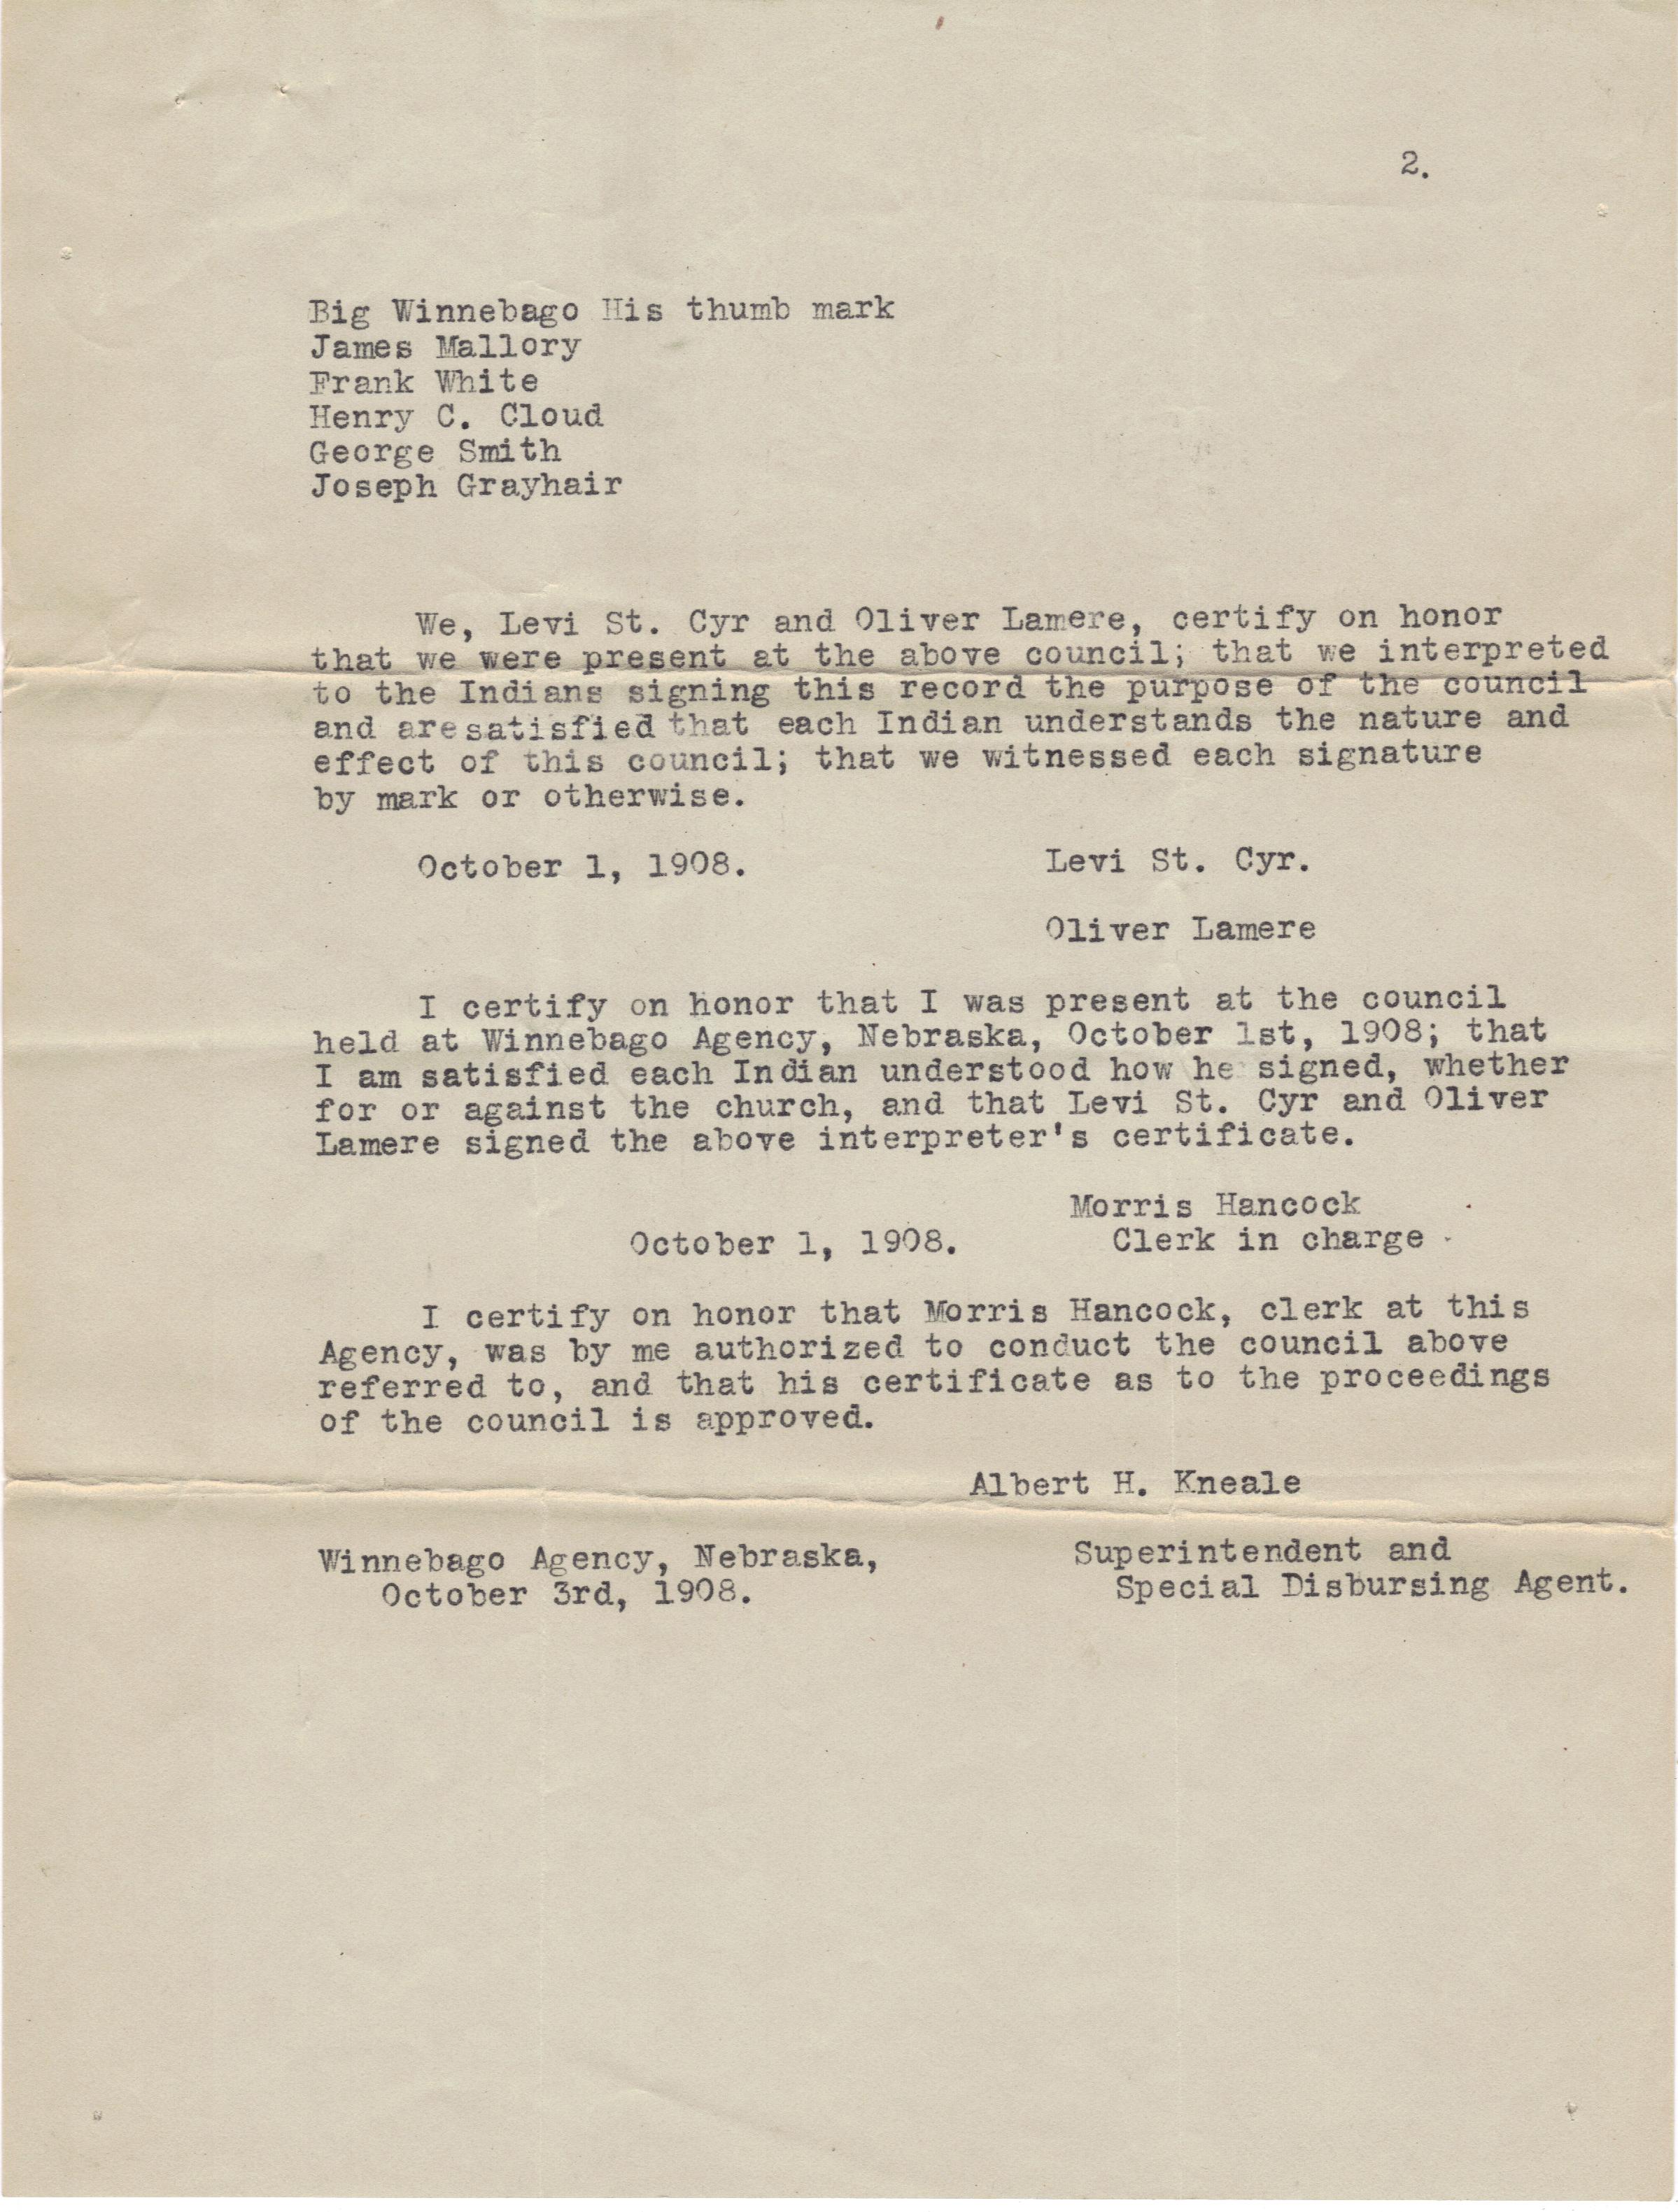 2.
Big Winnebago His thumb mark
James Mallory
Frank White
Henry C. Cloud
George Smith
Joseph Grayhair
We, Levi St. Cyr and Oliver Lamere, certify on honor
that we were present at the above council; that we interpreted
to the Indians signing this record the purpose of the council
and are satisfied that each Indian understands the nature and
effect of this council; that we witnessed each signature
by mark or otherwise.
October 1, 1908. Levi St. Cyr.
Oliver Lamere
I certify on honor that I was present at the council
held at Winnebago Agency, Nebraska, October 1st, 1908; that
I am satisfied each Indian understood how he signed, whether
for or against the church, and that Levi St. Cyr and Oliver
Lamere signed the above interpreter's certificate.
Morris Hancock
October 1, 1908. Clerk in charge
I certify on honor that Morris Hancock, clerk at this
Agency, was by me authorized to conduct the council above
referred to, and that his certificate as to the proceedings
of the council is approved.
Albert H. Kneale
Winnebago Agency, Nebraska, Superintendent and
October 3rd, 1908. Special Disbursing Agent.